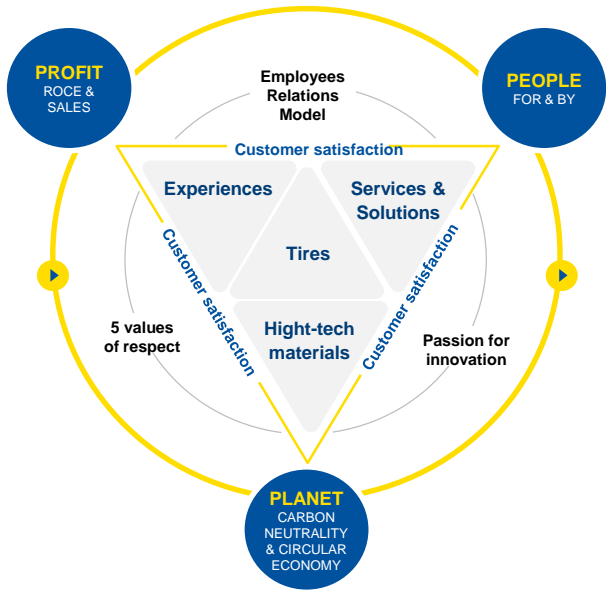 PROFIT
ROCE &
SALES
Employees
Relations
Model
PEOPLE
FOR & BY
Customer satisfaction
Experiences
Services &
Solutions
Customer satisfaction
Tires
Customer satisfaction
Hight-tech
materials
5 values
of respect
Passion for
innovation
PLANET
CARBON
NEUTRALITY
& CIRCULAR
ECONOMY